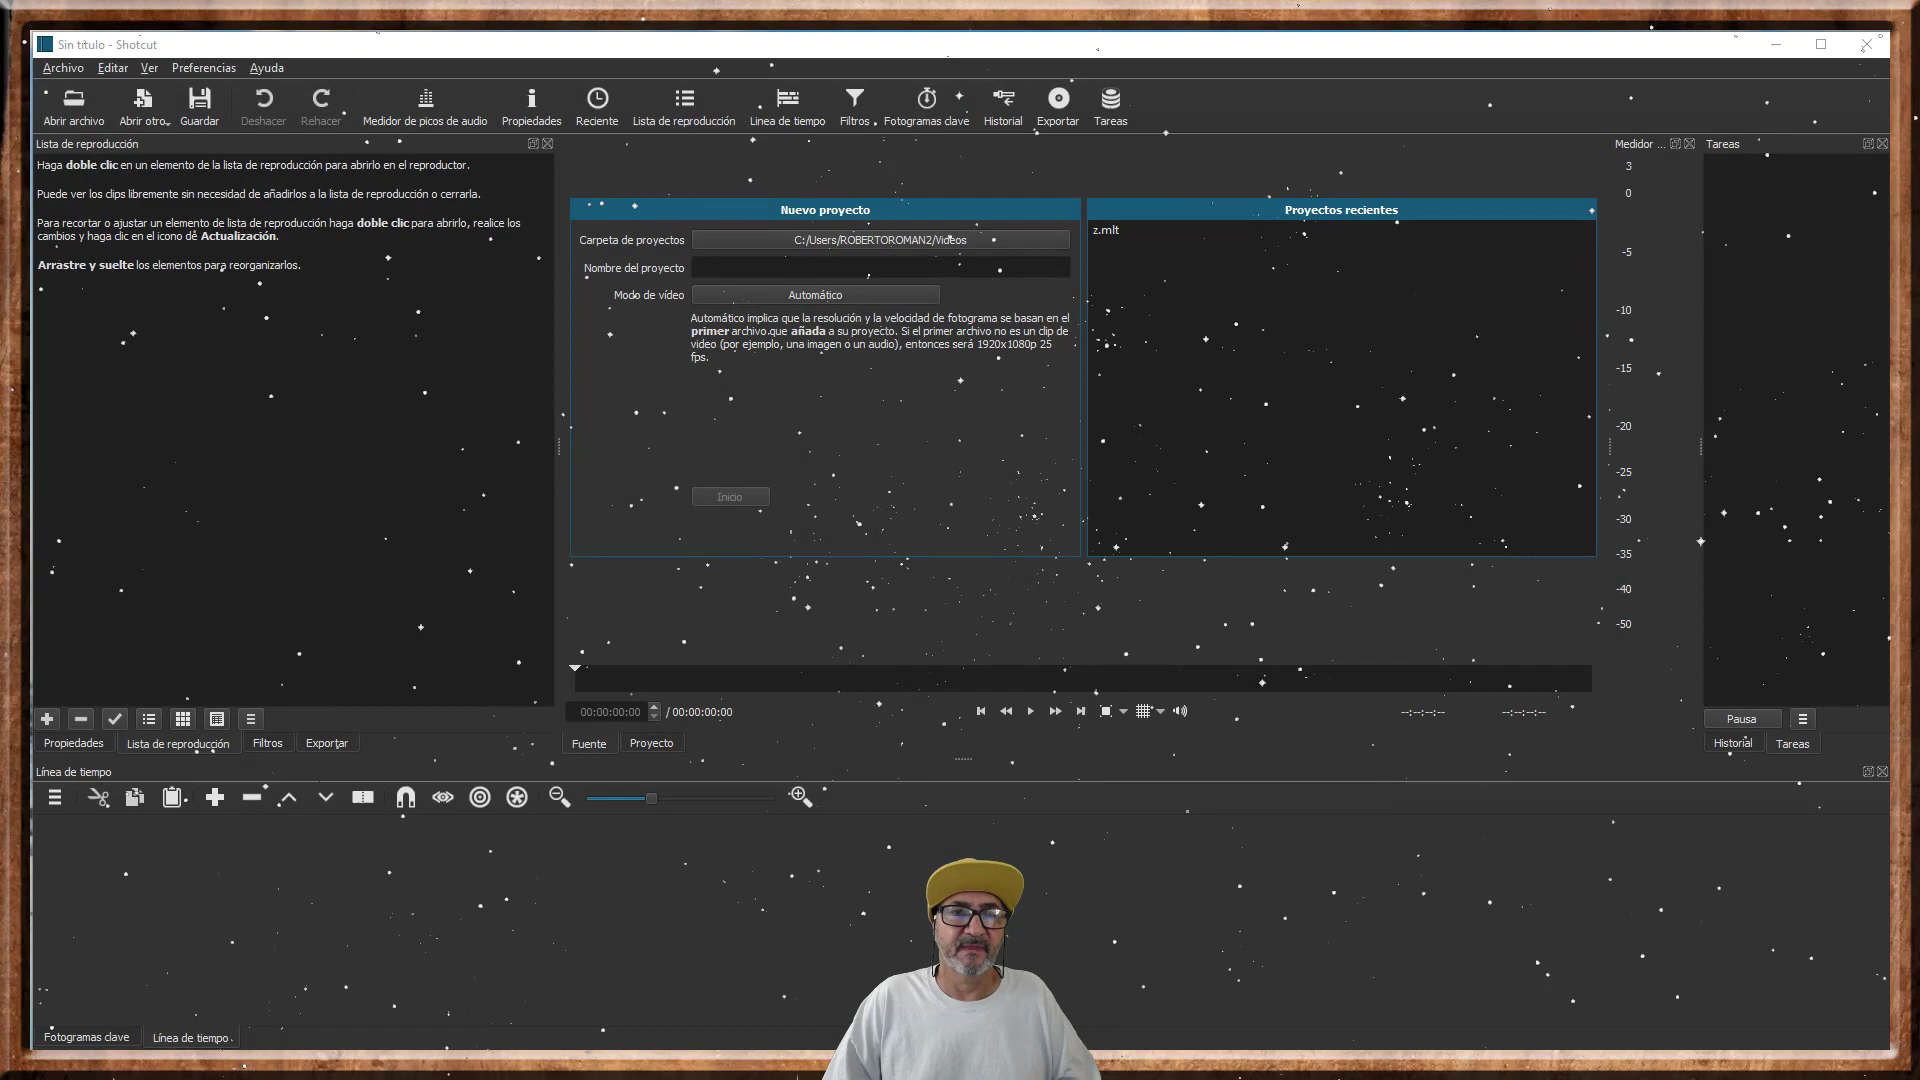 Sin título - Shotcut
Archivo Editar Ver Preferencias Ayuda
Abrir archivo Abrir otro Guardar Deshacer Rehacer Medidor de picos de audio Propiedades Reciente Lista de reproducción Línea de tiempo Filtros Fotogramas clave Historial Exportar Tareas
Lista de reproducción
Haga doble clic en un elemento de la lista de reproducción para abrirlo en el reproductor.
Puede ver los clips libremente sin necesidad de añadirlos a la lista de reproducción o cerrarla.
Para recortar o ajustar un elemento de lista de reproducción haga doble clic para abrirlo, realice los
cambios y haga clic en el icono de Actualización.
Arrastre y suelte los elementos para reorganizarlos.
Nuevo proyecto
Carpeta de proyectos C:/Users/ROBERTOROMAN2/Videos
Nombre del proyecto
Modo de vídeo Automático
Automático implica que la resolución y la velocidad de fotograma se basan en el
primer archivo que añada a su proyecto. Si el primer archivo no es un clip de
video (por ejemplo, una imagen o un audio), entonces será 1920x1080p 25
fps.
Inicio
Proyectos recientes
z.mlt
Medidor ...
3
0
-5
-10
-15
-20
-25
-30
-35
-40
-50
Tareas
00:00:00:00 / 00:00:00:00
--:--:--:-- --:--:--:--
Pausa
Propiedades Lista de reproducción Filtros Exportar
Fuente Proyecto
Historial Tareas
Línea de tiempo
Fotogramas clave Línea de tiempo